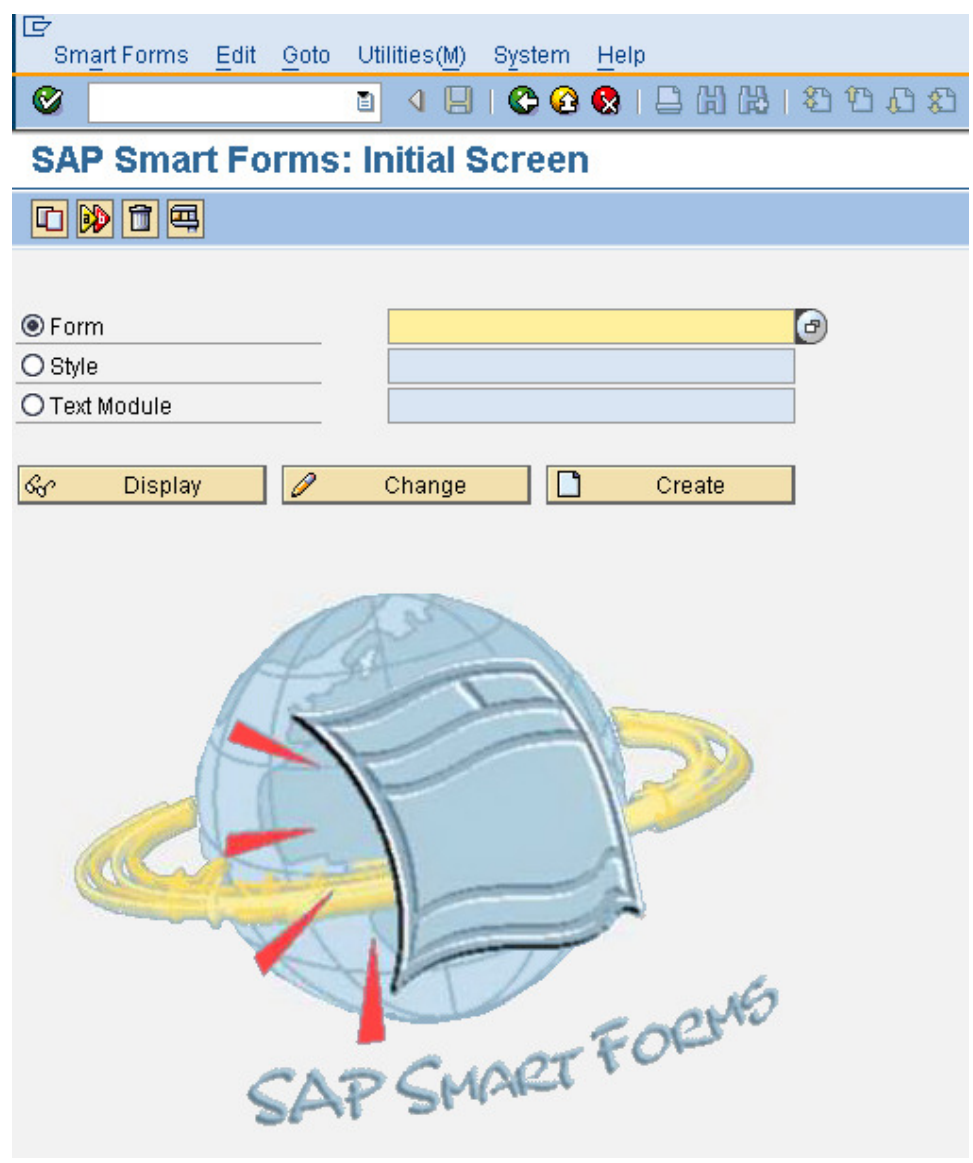 Smart Forms Edit Goto Utilities(M) System Help
SAP Smart Forms: Initial Screen
Form
Style
Text Module
Display Change Create
SAP SMART FORMS